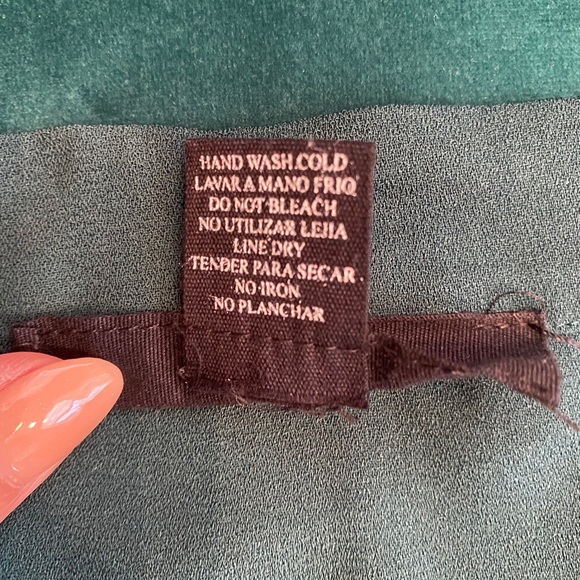 HAND WASH COLD
LAVAR A MANO FRIO
DO NOT BLEACH
NO UTILIZAR LEJIA
LINE DRY
TENDER PARA SECAR
NO IRON
NO PLANCHAR